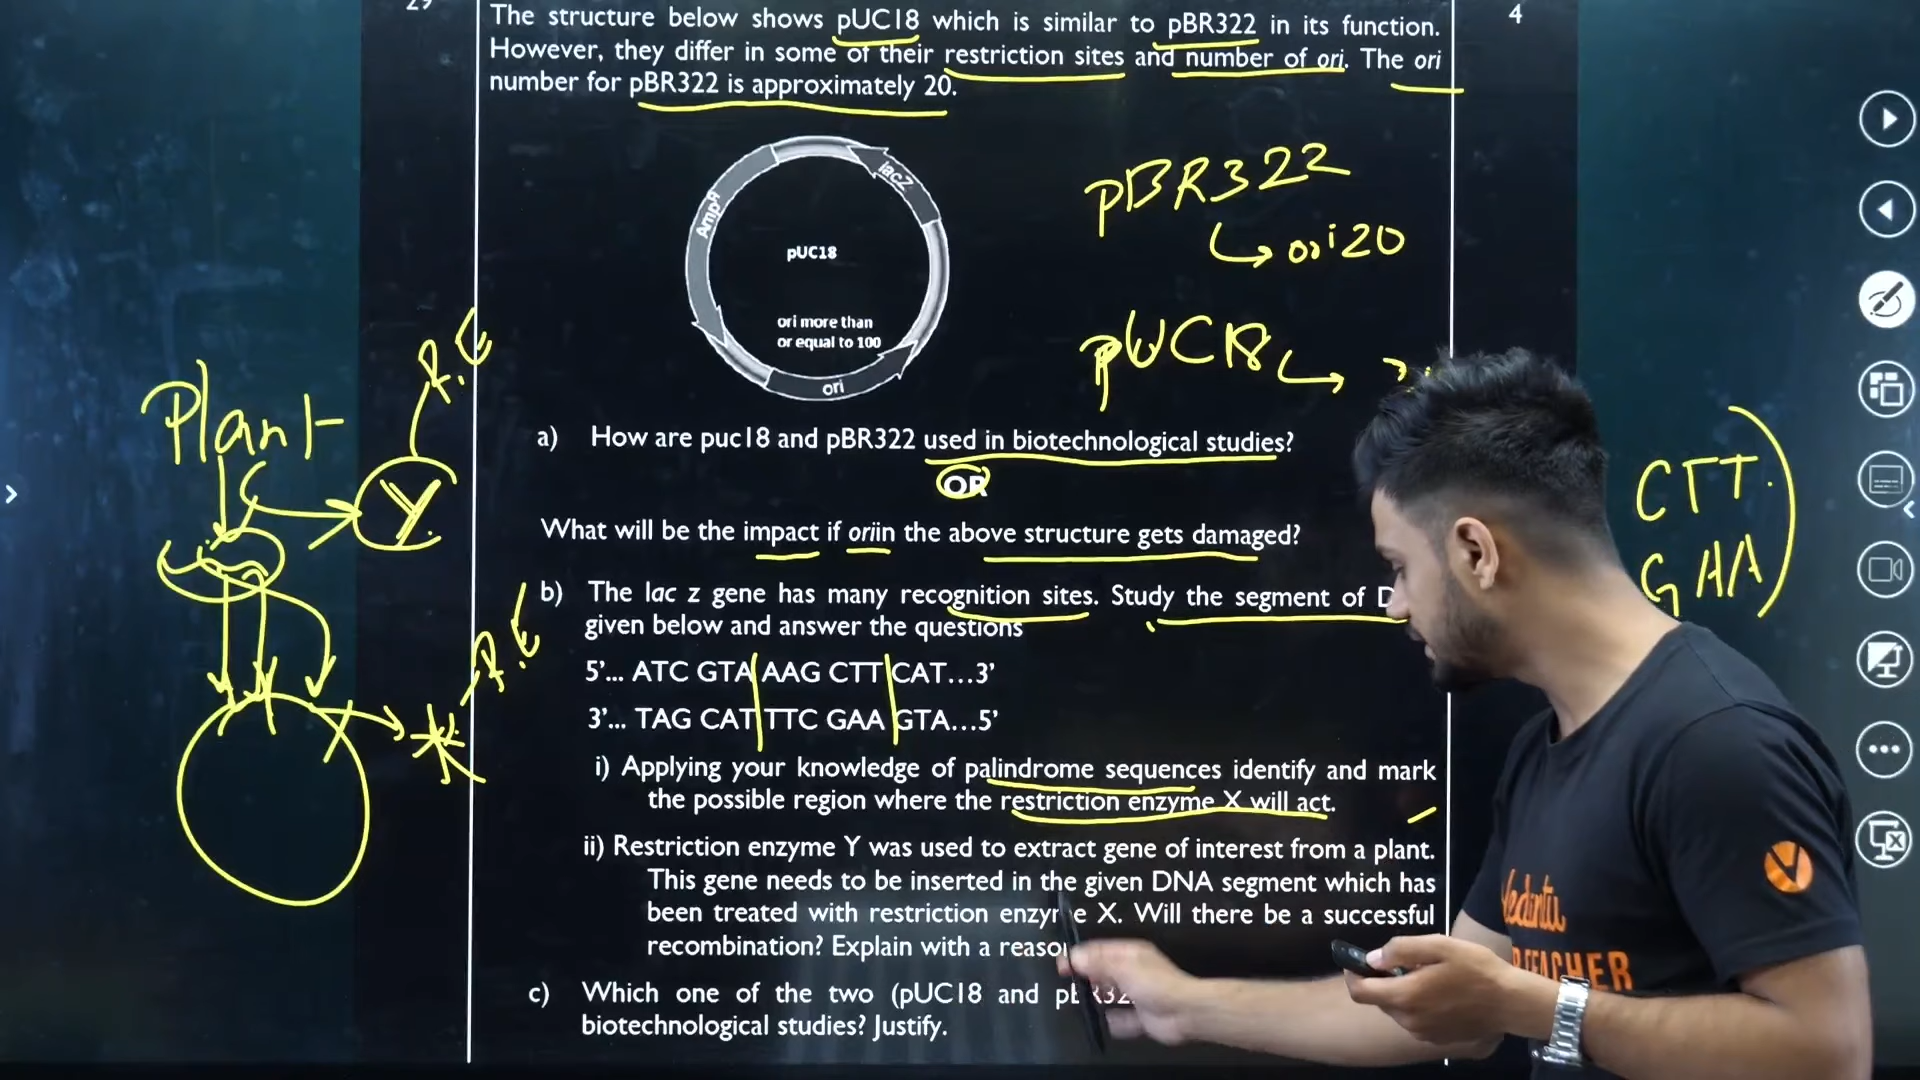 29
The structure below shows pUC18 which is similar to pBR322 in its function.
4
However, they differ in some of their restriction sites and number of ori. The ori
number for pBR322 is approximately 20.
lacZ
AmpR
pUC18
ori more than
or equal to 100
ori
pBR322
ori 20
pUC18
Plant
R.E
Y
a) How are puc18 and pBR322 used in biotechnological studies?
OR
What will be the impact if oriin the above structure gets damaged?
CTT
GAA
b) The lac z gene has many recognition sites. Study the segment of D
given below and answer the questions
R.E
5'... ATC GTA AAG CTT CAT...3'
3'... TAG CAT TTC GAA GTA...5'
i) Applying your knowledge of palindrome sequences identify and mark
the possible region where the restriction enzyme X will act.
ii) Restriction enzyme Y was used to extract gene of interest from a plant.
This gene needs to be inserted in the given DNA segment which has
been treated with restriction enzyme X. Will there be a successful
recombination? Explain with a reaso
c) Which one of the two (pUC18 and
biotechnological studies? Justify.
Vedantu